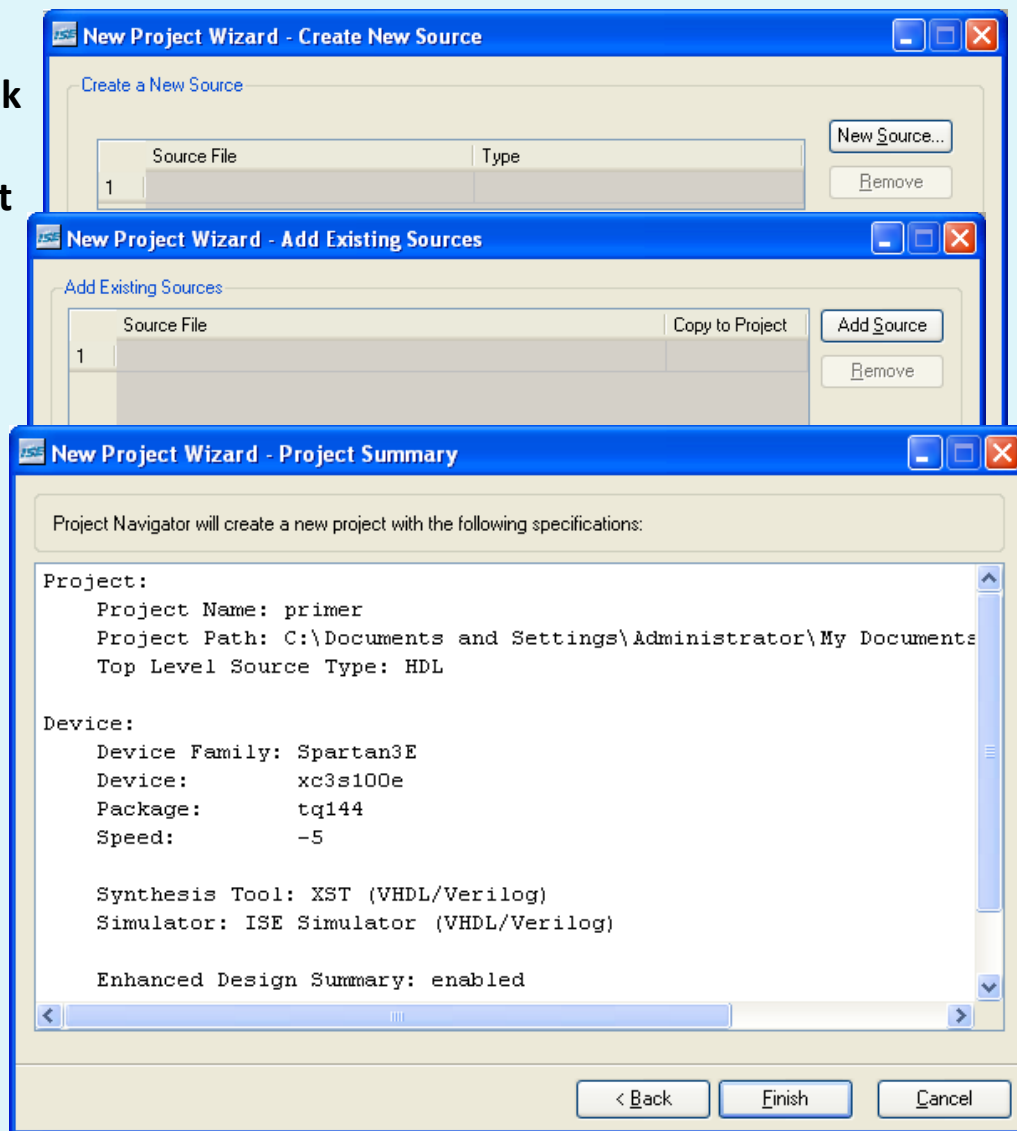 New Project Wizard - Create New Source
k
Create a New Source
New Source...
Source File Type
1
Remove
t
New Project Wizard - Add Existing Sources
Add Existing Sources
Source File Copy to Project
Add Source
1
Remove
ISE New Project Wizard - Project Summary
Project Navigator will create a new project with the following specifications:
Project:
Project Name: primer
Project Path: C:\Documents and Settings\Administrator\My Documents
Top Level Source Type: HDL
Device:
Device Family: Spartan3E
Device: xc3s100e
Package: tq144
Speed: -5
Synthesis Tool: XST (VHDL/Verilog)
Simulator: ISE Simulator (VHDL/Verilog)
Enhanced Design Summary: enabled
< Back Finish Cancel